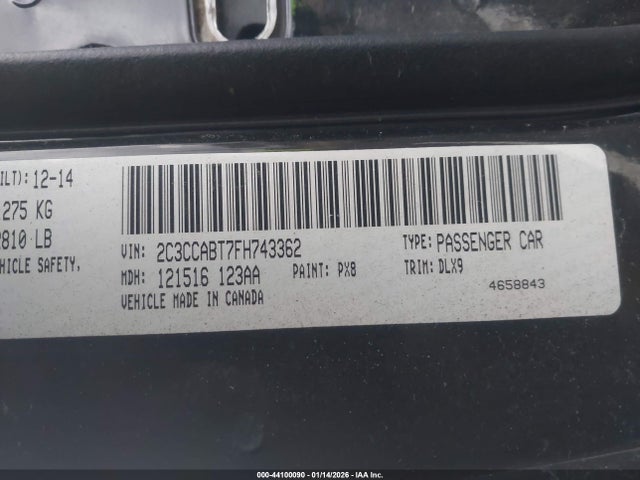 ILT): 12-14
275 KG
2810 LB
HICLE SAFETY,
VIN: 2C3CCABT7FH743362
TYPE: PASSENGER CAR
MDH: 121516 123AA
PAINT: PX8
TRIM: DLX9
VEHICLE MADE IN CANADA
4658843
000-44100090 - 01/14/2026 - IAA Inc.